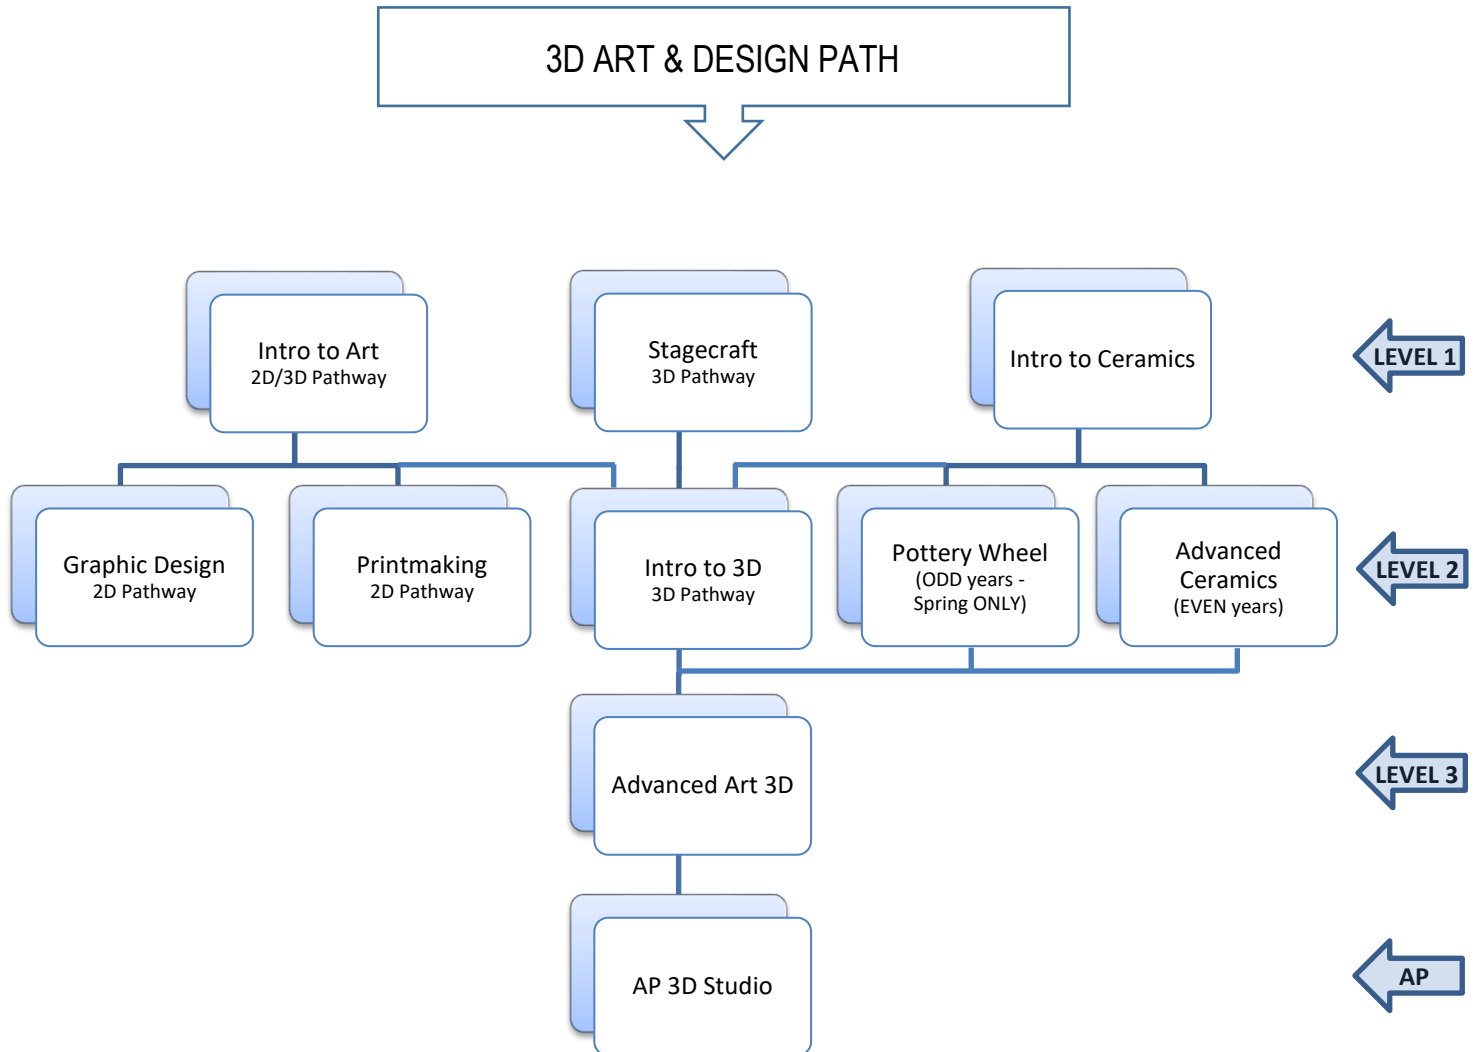 3D ART & DESIGN PATH
Intro to Art
2D/3D Pathway
Stagecraft
3D Pathway
Intro to Ceramics
LEVEL 1
Graphic Design
2D Pathway
Printmaking
2D Pathway
Intro to 3D
3D Pathway
Pottery Wheel
(ODD years -
Spring ONLY)
Advanced
Ceramics
(EVEN years)
LEVEL 2
Advanced Art 3D
LEVEL 3
AP 3D Studio
AP